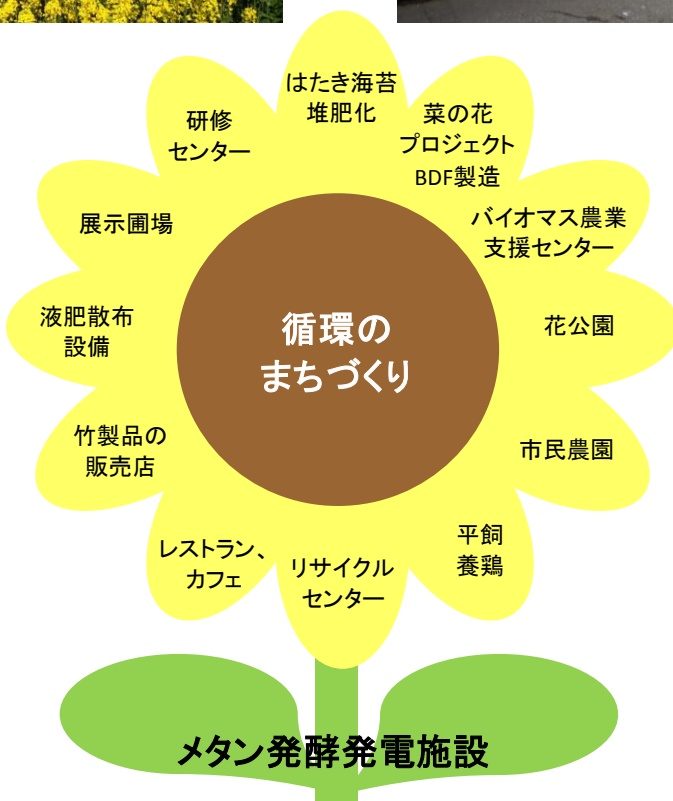 はたき海苔
堆肥化
菜の花
プロジェクト
BDF製造
バイオマス農業
支援センター
花公園
市民農園
平飼
養鶏
リサイクル
センター
レストラン、
カフェ
竹製品の
販売店
液肥散布
設備
展示圃場
研修
センター
循環の
まちづくり
メタン発酵発電施設